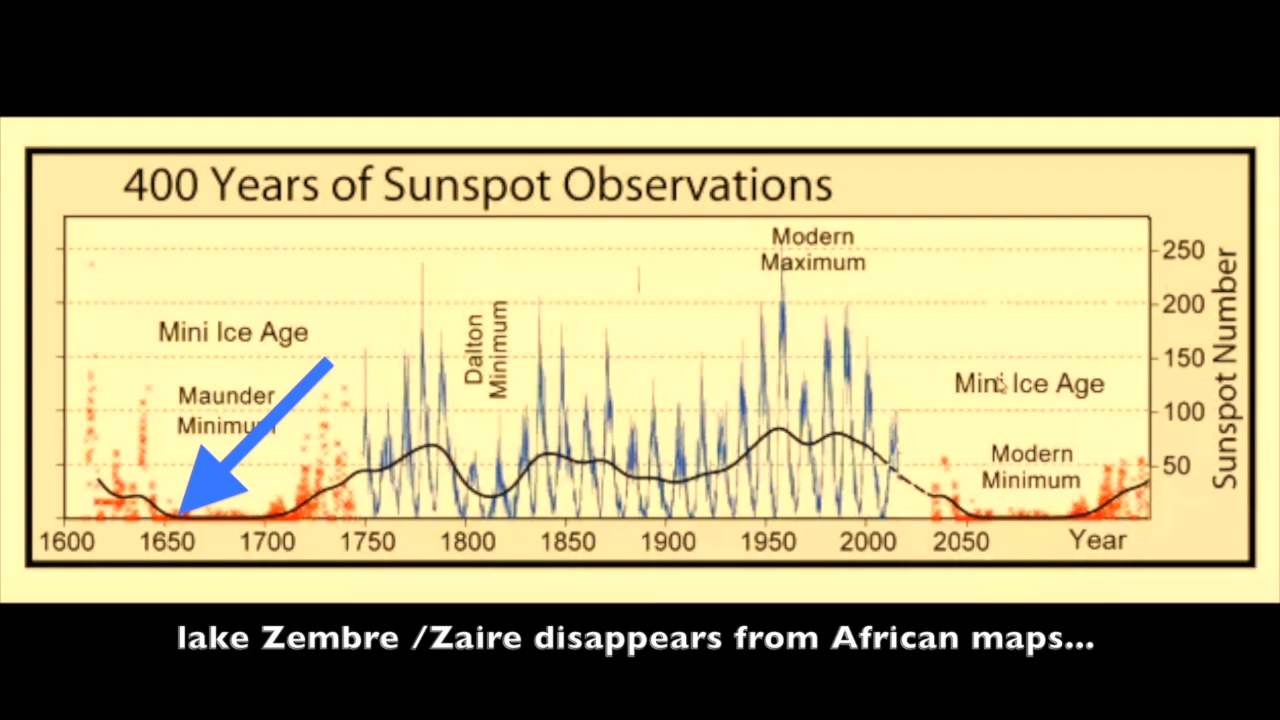 400 Years of Sunspot Observations
Modern
Maximum
Mini Ice Age
Dalton
Minimum
Maunder
Minimum
Mini Ice Age
Modern
Minimum
250
200
150
100
50
Sunspot Number
1600 1650 1700 1750 1800 1850 1900 1950 2000 2050 Year
lake Zembre /Zaire disappears from African maps...